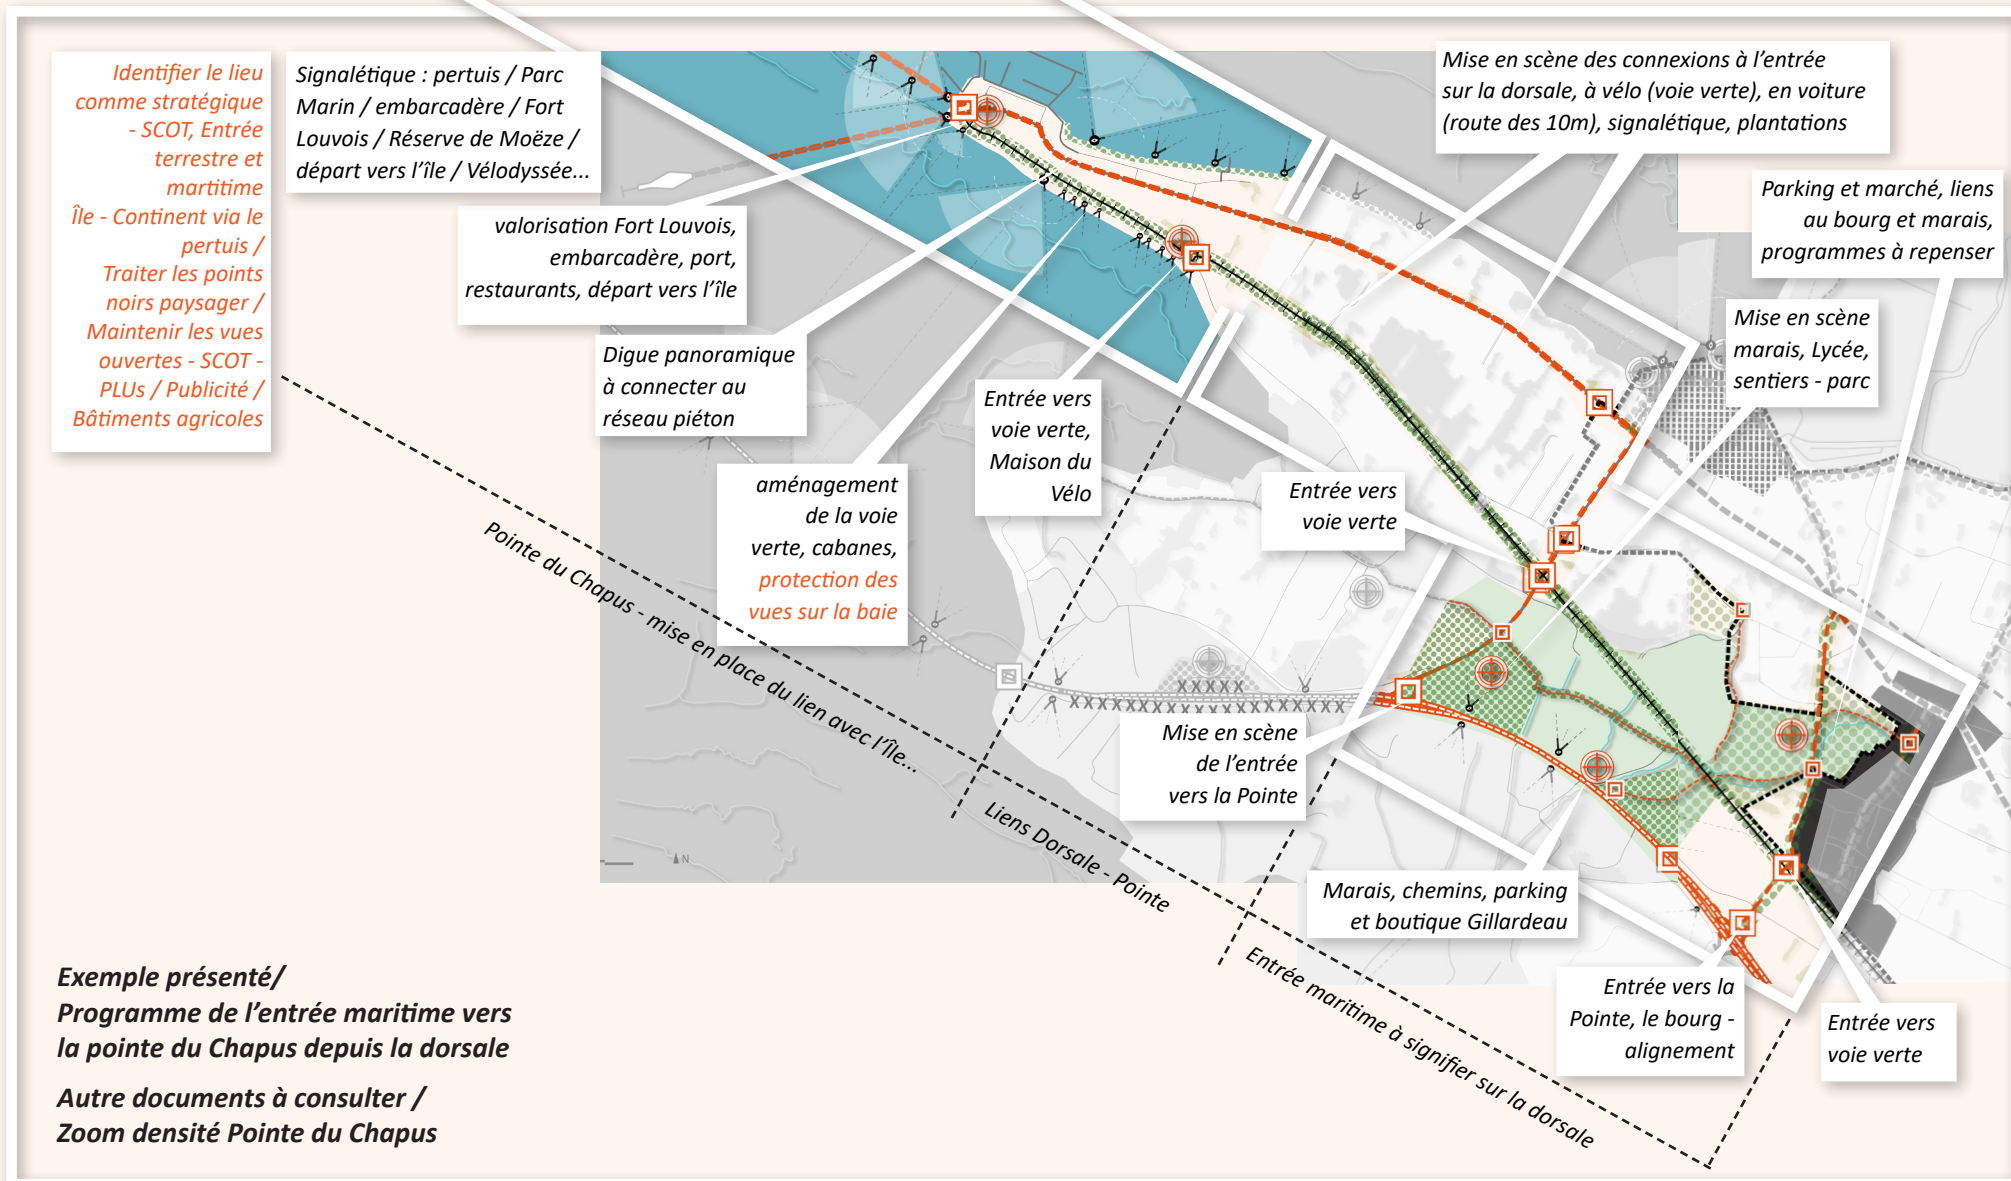 Identifier le lieu
comme stratégique
- SCOT, Entrée
terrestre et
martitime
Île - Continent via le
pertuis /
Traiter les points
noirs paysager /
Maintenir les vues
ouvertes - SCOT -
PLUs / Publicité /
Bâtiments agricoles
Signalétique : pertuis / Parc
Marin / embarcadère / Fort
Louvois / Réserve de Moëze /
départ vers l'île / Vélodyssée...
valorisation Fort Louvois,
embarcadère, port,
restaurants, départ vers l'île
Digue panoramique
à connecter au
réseau piéton
aménagement
de la voie
verte, cabanes,
protection des
vues sur la baie
Entrée vers
voie verte,
Maison du
Vélo
Mise en scène des connexions à l'entrée
sur la dorsale, à vélo (voie verte), en voiture
(route des 10m), signalétique, plantations
Parking et marché, liens
au bourg et marais,
programmes à repenser
Mise en scène
marais, Lycée,
sentiers - parc
Entrée vers
voie verte
Mise en scène
de l'entrée
vers la Pointe
Marais, chemins, parking
et boutique Gillardeau
Entrée vers la
Pointe, le bourg -
alignement
Entrée vers
voie verte
Pointe du Chapus - mise en place du lien avec l'Île...
Liens Dorsale - Pointe
Entrée maritime à signifier sur la dorsale
N
Exemple présenté/
Programme de l'entrée maritime vers
la pointe du Chapus depuis la dorsale
Autre documents à consulter /
Zoom densité Pointe du Chapus